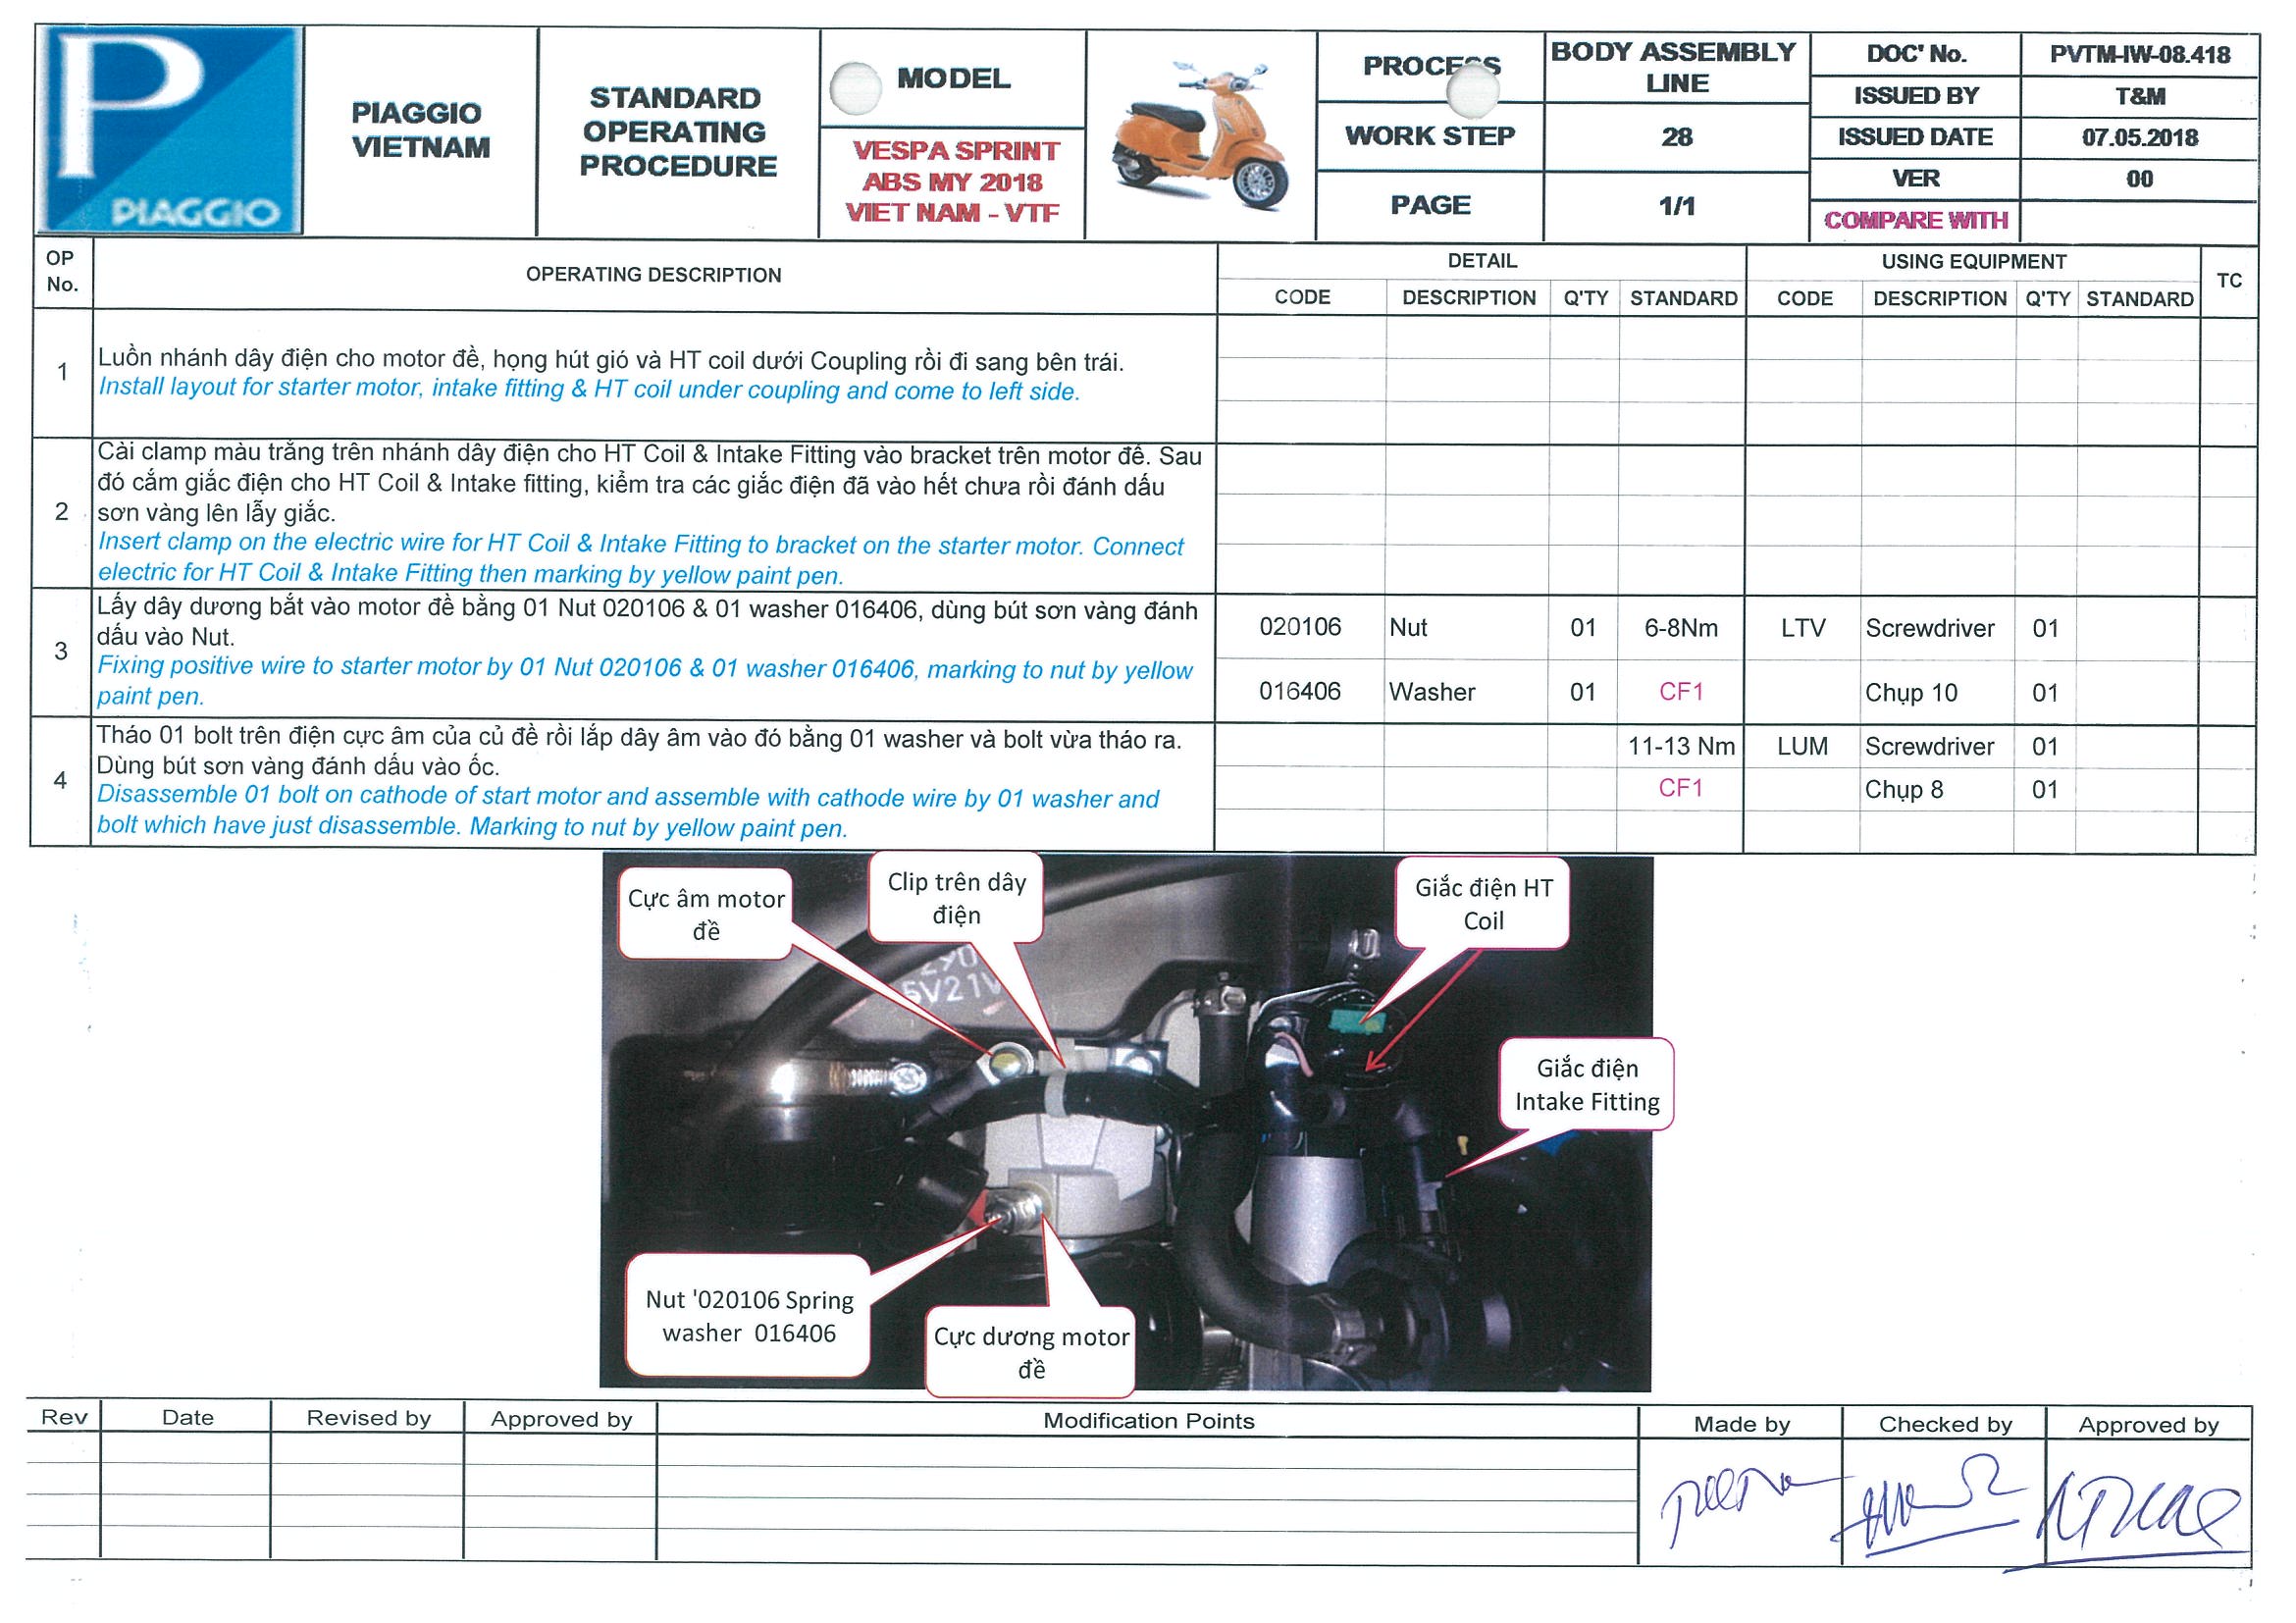 PIAGGIO
PIAGGIO
VIETNAM
STANDARD
OPERATING
PROCEDURE
MODEL
VESPA SPRINT
ABS MY 2018
VIET NAM - VTF
PROCESS
BODY ASSEMBLY
LINE
WORK STEP
28
PAGE
1/1
DOC' No.
PVTM-IW-08.418
ISSUED BY
T&M
ISSUED DATE
07.05.2018
VER
00
COMPARE WITH
OP
No.
OPERATING DESCRIPTION
DETAIL
USING EQUIPMENT
TC
CODE DESCRIPTION Q'TY STANDARD CODE DESCRIPTION Q'TY STANDARD
1
Luồn nhánh dây điện cho motor đề, họng hút gió và HT coil dưới Coupling rồi đi sang bên trái.
Install layout for starter motor, intake fitting & HT coil under coupling and come to left side.
2
Cài clamp màu trắng trên nhánh dây điện cho HT Coil & Intake Fitting vào bracket trên motor đề. Sau
đó cắm giắc điện cho HT Coil & Intake fitting, kiểm tra các giắc điện đã vào hết chưa rồi đánh dấu
sơn vàng lên lẫy giắc.
Insert clamp on the electric wire for HT Coil & Intake Fitting to bracket on the starter motor. Connect
electric for HT Coil & Intake Fitting then marking by yellow paint pen.
3
Lấy dây dương bắt vào motor đề bằng 01 Nut 020106 & 01 washer 016406, dùng bút sơn vàng đánh
dấu vào Nut.
Fixing positive wire to starter motor by 01 Nut 020106 & 01 washer 016406, marking to nut by yellow
paint pen.
020106 Nut 01 6-8Nm LTV Screwdriver 01
016406 Washer 01 CF1 Chụp 10 01
4
Tháo 01 bolt trên điện cực âm của củ đề rồi lắp dây âm vào đó bằng 01 washer và bolt vừa tháo ra.
Dùng bút sơn vàng đánh dấu vào ốc.
Disassemble 01 bolt on cathode of start motor and assemble with cathode wire by 01 washer and
bolt which have just disassemble. Marking to nut by yellow paint pen.
11-13 Nm LUM Screwdriver 01
CF1 Chụp 8 01
Cực âm motor
đề
Clip trên dây
điện
Giắc điện HT
Coil
5V21V
Giắc điện
Intake Fitting
Nut '020106 Spring
washer 016406
Cực dương motor
đề
Rev Date Revised by Approved by Modification Points Made by Checked by Approved by